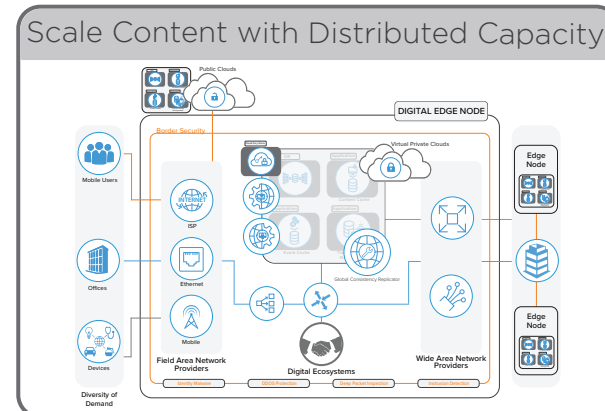 Scale Content with Distributed Capacity
Public Clouds
DIGITAL EDGE NODE
Border Security
Virtual Private Clouds
Mobile Users
INTERNET
ISP
Edge
Node
Offices
Ethernet
Global Consistency Replicator
Devices
Mobile
Edge
Node
Field Area Network
Providers
Digital Ecosystems
Wide Area Network
Providers
Identity Malware
DDOS Protection
Deep Packet Inspection
Instrusion Detection
Diversity of
Demand